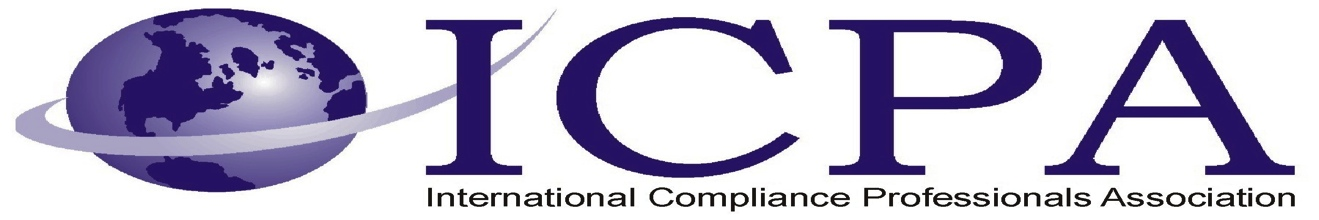 ICPA
International Compliance Professionals Association